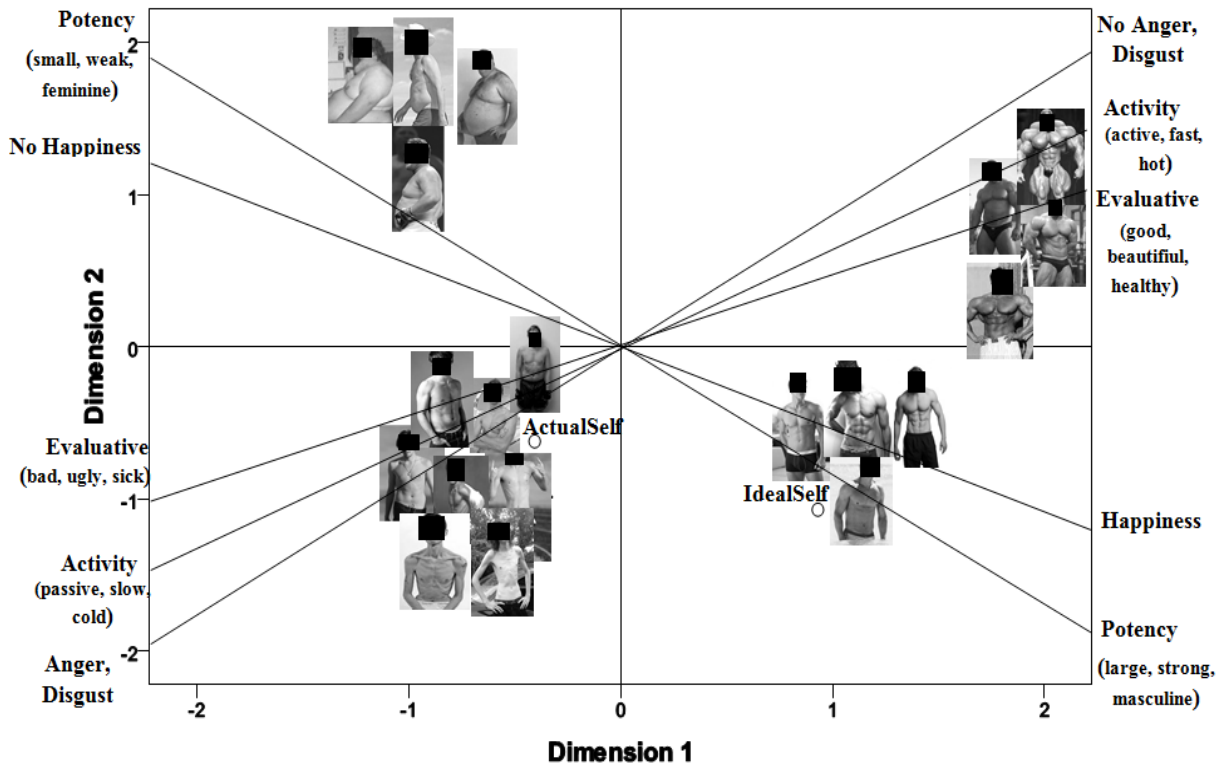 Potency
(small, weak,
feminine)
No Happiness
Evaluative
(bad, ugly, sick)
Activity
(passive, slow,
cold)
Anger,
Disgust
Dimension 2
2
1
0
-1
-2
ActualSelf
IdealSelf
No Anger,
Disgust
Activity
(active, fast,
hot)
Evaluative
(good,
beautifiul,
healthy)
Happiness
Potency
(large, strong,
masculine)
-2
-1
0
1
2
Dimension 1